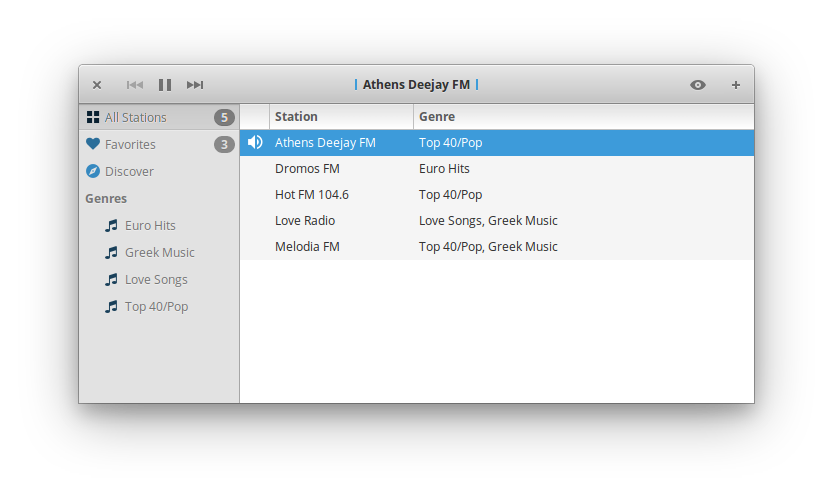 Athens Deejay FM
All Stations 5
Favorites 3
Discover
Genres
Euro Hits
Greek Music
Love Songs
Top 40/Pop
Station Genre
Athens Deejay FM Top 40/Pop
Dromos FM Euro Hits
Hot FM 104.6 Top 40/Pop
Love Radio Love Songs, Greek Music
Melodia FM Top 40/Pop, Greek Music